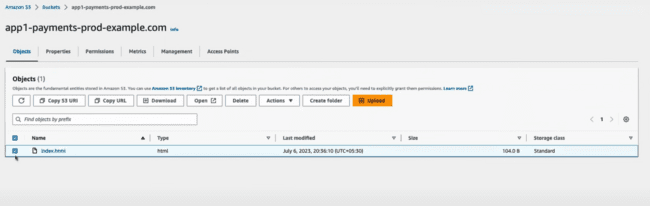 Amazon S3 > Buckets > app1-payments-prod-example.com
app1-payments-prod-example.com Info
Objects Properties Permissions Metrics Management Access Points
Objects (1)
Objects are the fundamental entities stored in Amazon S3. You can use Amazon S3 inventory to get a list of all objects in your bucket. For others to access your objects, you'll need to explicitly grant them permissions. Learn more
Copy S3 URI Copy URL Download Open Delete Actions Create folder Upload
Find objects by prefix
1
Name Type Last modified Size Storage class
index.html html July 6, 2023, 20:36:10 (UTC+05:30) 104.0 B Standard